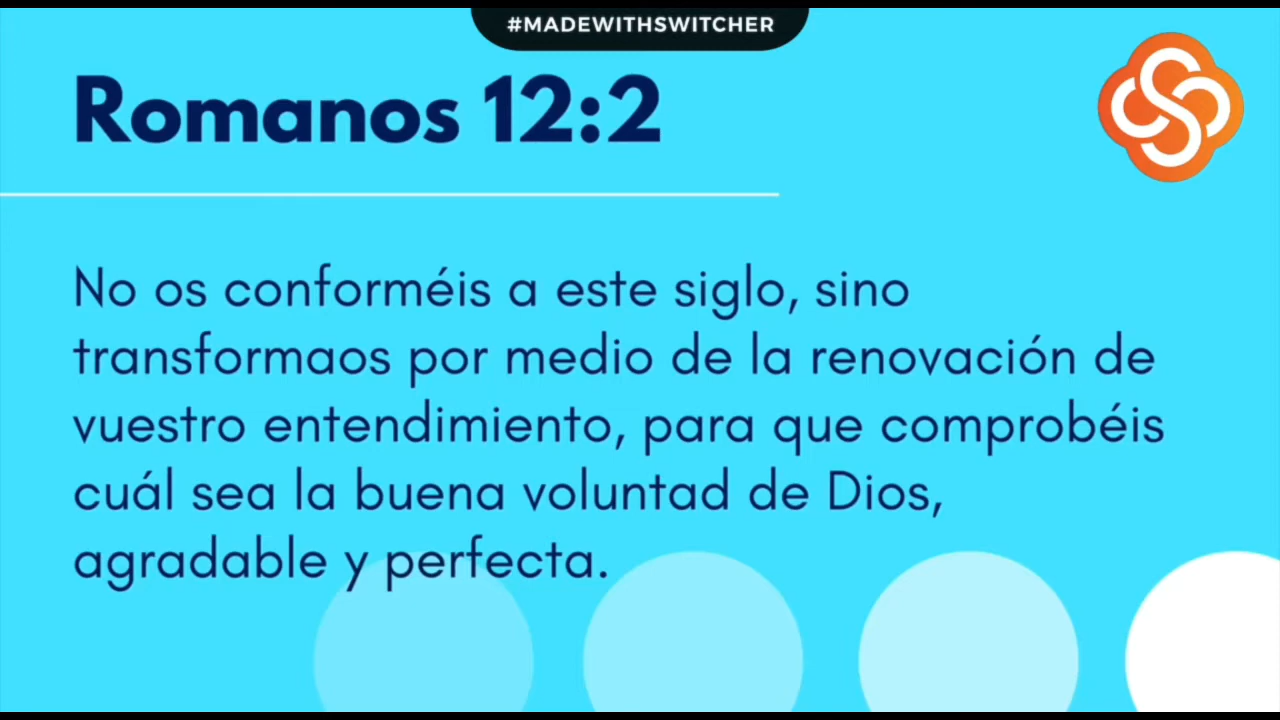 #MADEWITHSWITCHER
Romanos 12:2
No os conforméis a este siglo, sino
transformaos por medio de la renovación de
vuestro entendimiento, para que comprobéis
cuál sea la buena voluntad de Dios,
agradable y perfecta.